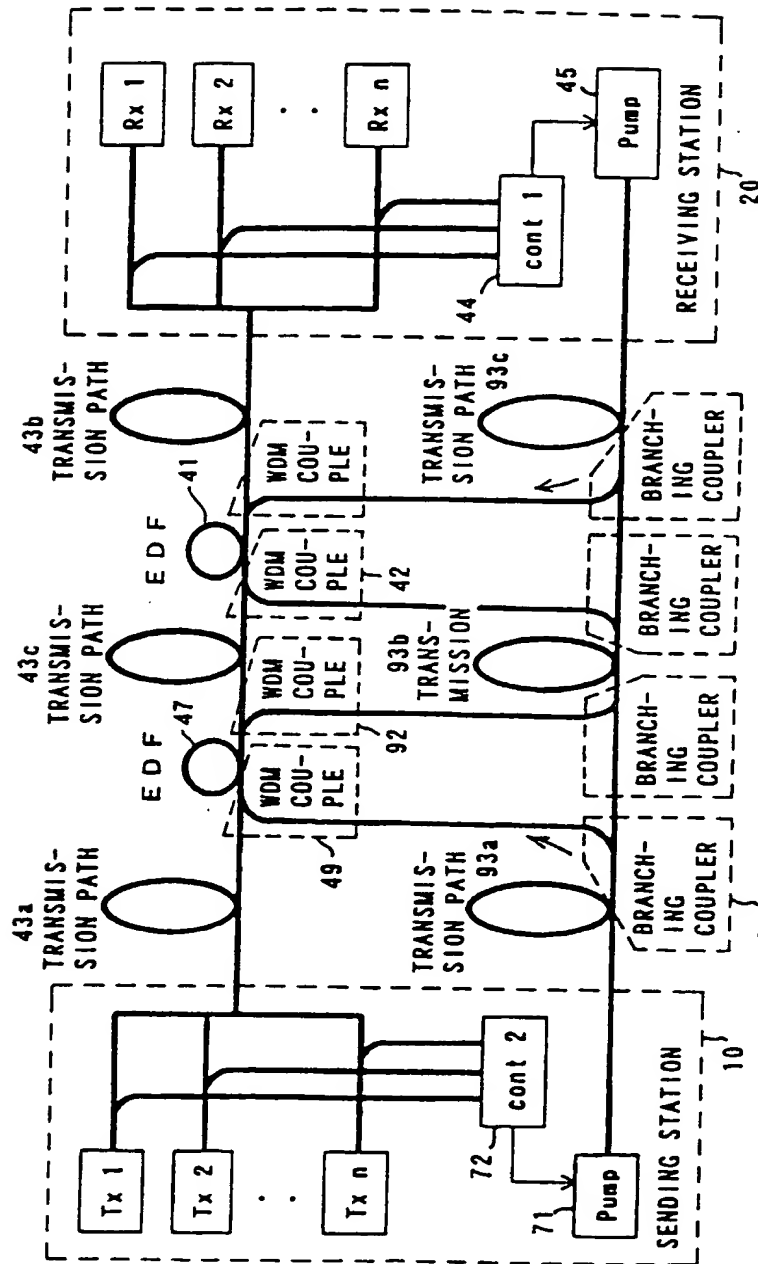 Tx 1
Tx 2
. .
Tx n
72
cont 2
71
Pump
SENDING STATION
10
43a
TRANSMIS-
SION PATH
TRANSMIS-
SION PATH
93a
EDF
47
WDM
COU-
PLE
49
WDM
COU-
PLE
92
43c
TRANSMIS-
SION PATH
93b
TRANS-
MISSION
EDF
41
WDM
COU-
PLE
42
WDM
COU-
PLE
43b
TRANSMIS-
SION PATH
TRANSMIS-
SION PATH
93c
BRANCH-
ING
COUPLER
BRANCH-
ING
COUPLER
BRANCH-
ING
COUPLER
BRANCH-
ING
COUPLER
Rx 1
Rx 2
. .
Rx n
44
cont 1
45
Pump
RECEIVING STATION
20